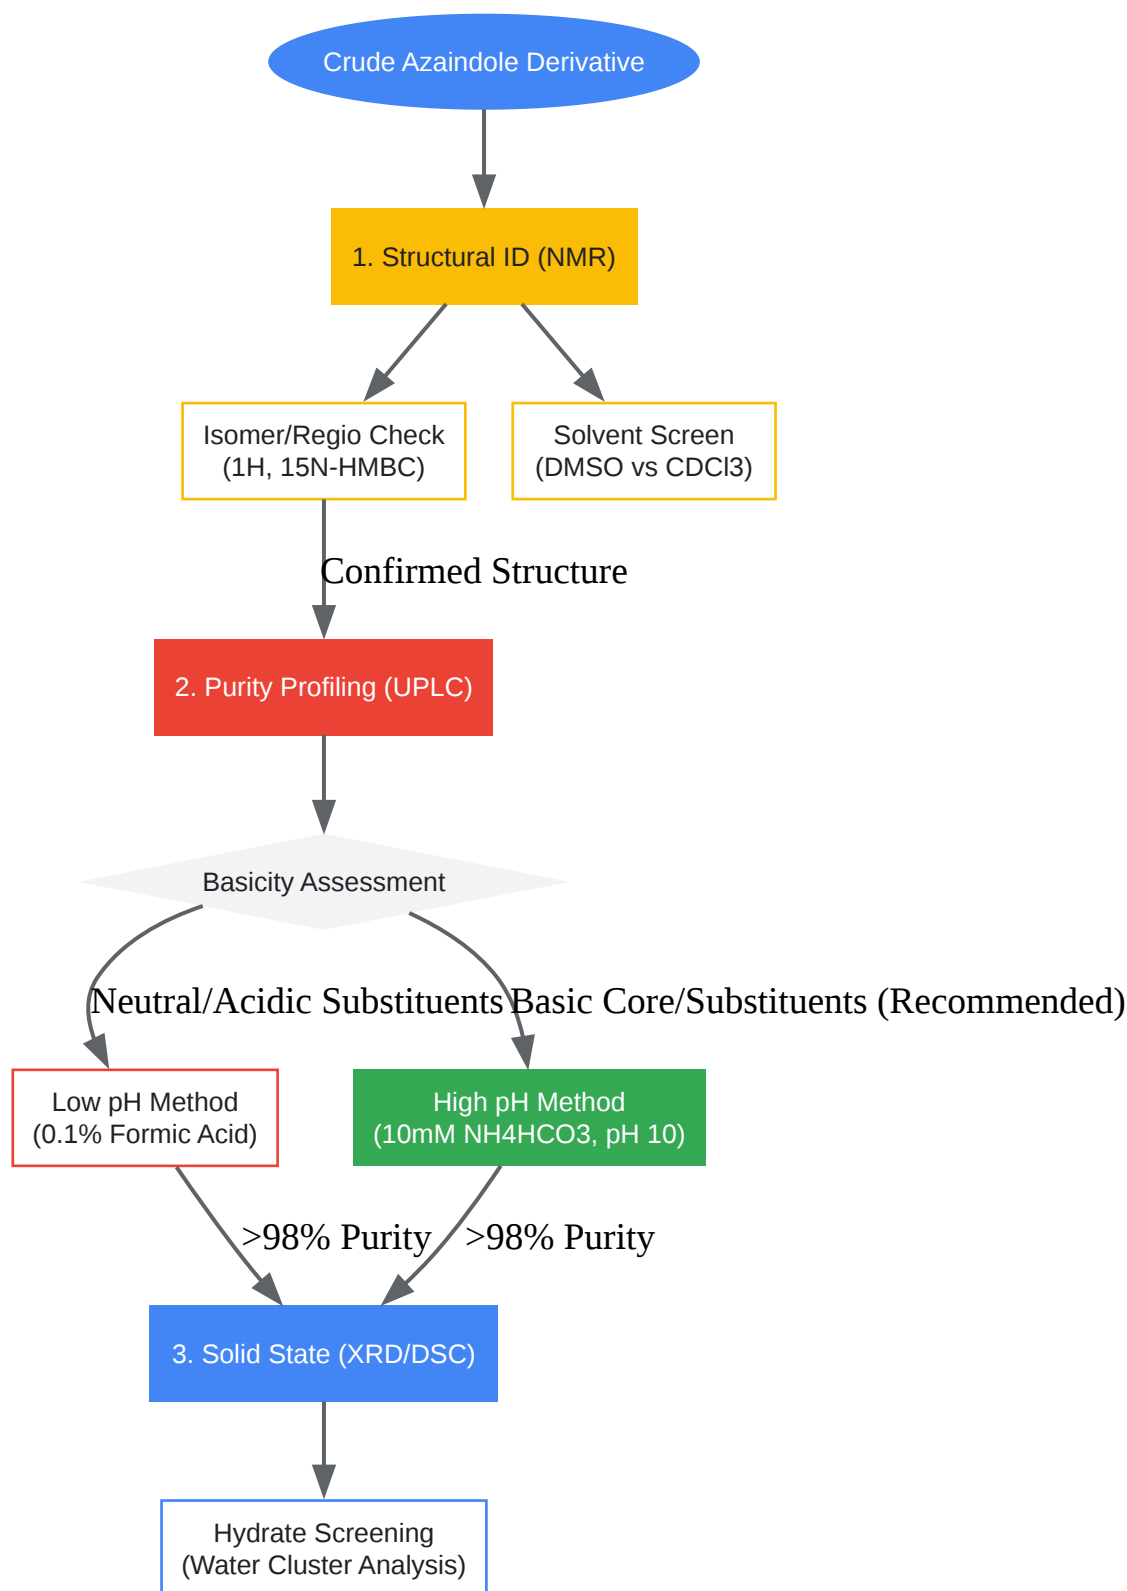 Crude Azaindole Derivative
1. Structural ID (NMR)
Isomer/Regio Check
(1H, 15N-HMBC)
Solvent Screen
(DMSO vs CDCl3)
Confirmed Structure
2. Purity Profiling (UPLC)
Basicity Assessment
Neutral/Acidic Substituents
Basic Core/Substituents (Recommended)
Low pH Method
(0.1% Formic Acid)
High pH Method
(10mM NH4HCO3, pH 10)
>98% Purity
>98% Purity
3. Solid State (XRD/DSC)
Hydrate Screening
(Water Cluster Analysis)